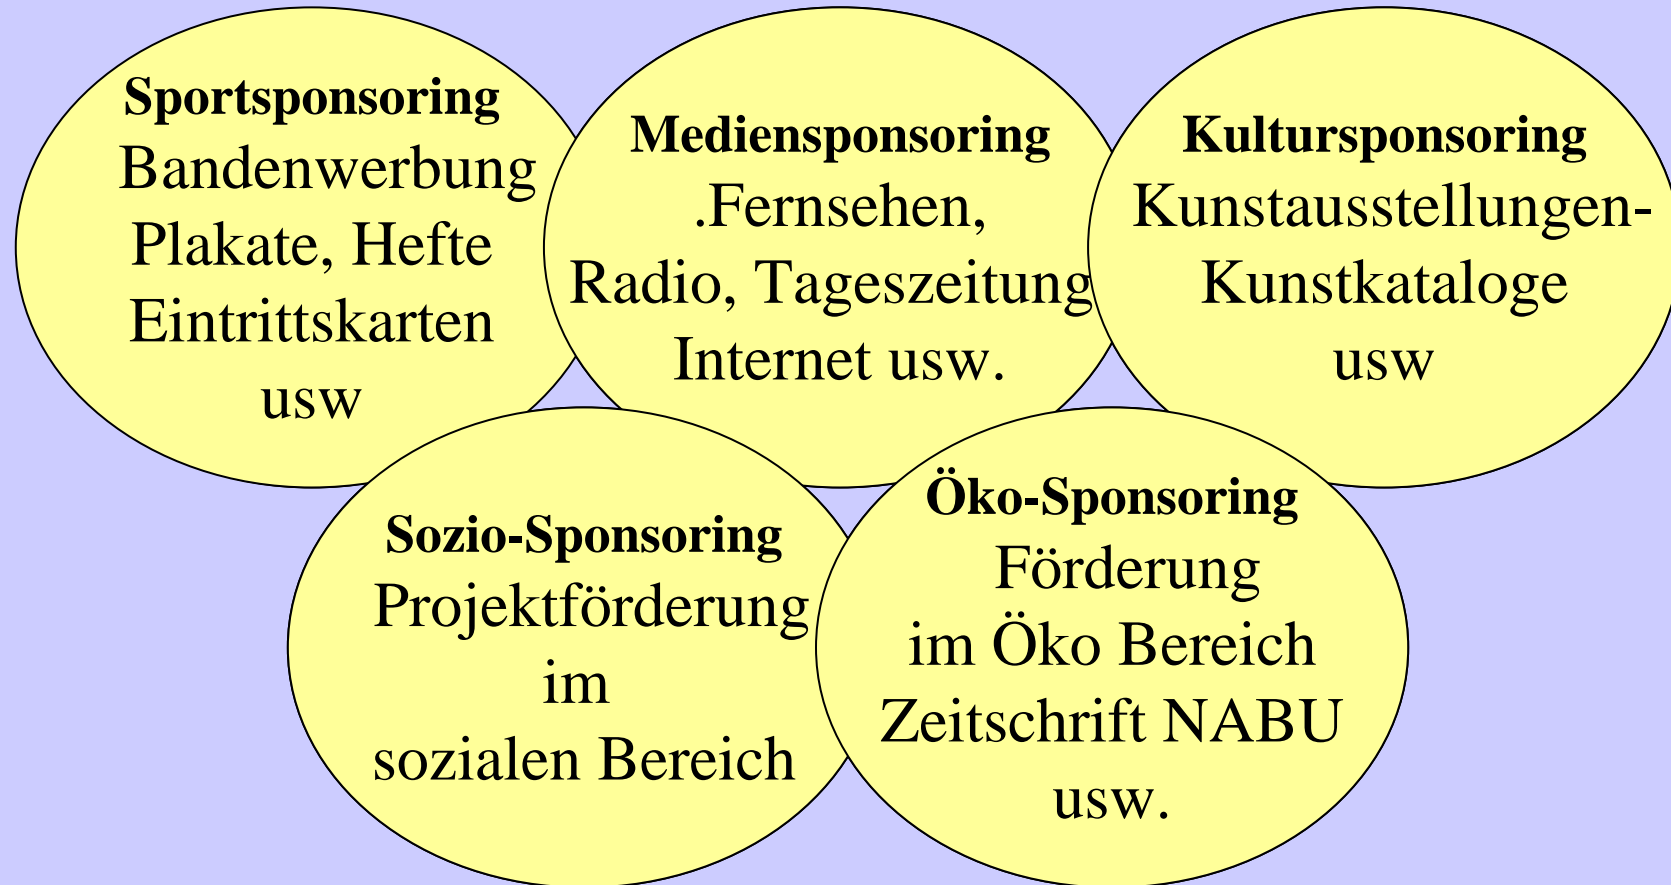 Sportsponsoring
Bandenwerbung
Plakate, Hefte
Eintrittskarten
usw
Mediensponsoring
.Fernsehen,
Radio, Tageszeitung
Internet usw.
Kultursponsoring
Kunstausstellungen-
Kunstkataloge
usw
Sozio-Sponsoring
Projektförderung
im
sozialen Bereich
Öko-Sponsoring
Förderung
im Öko Bereich
Zeitschrift NABU
usw.